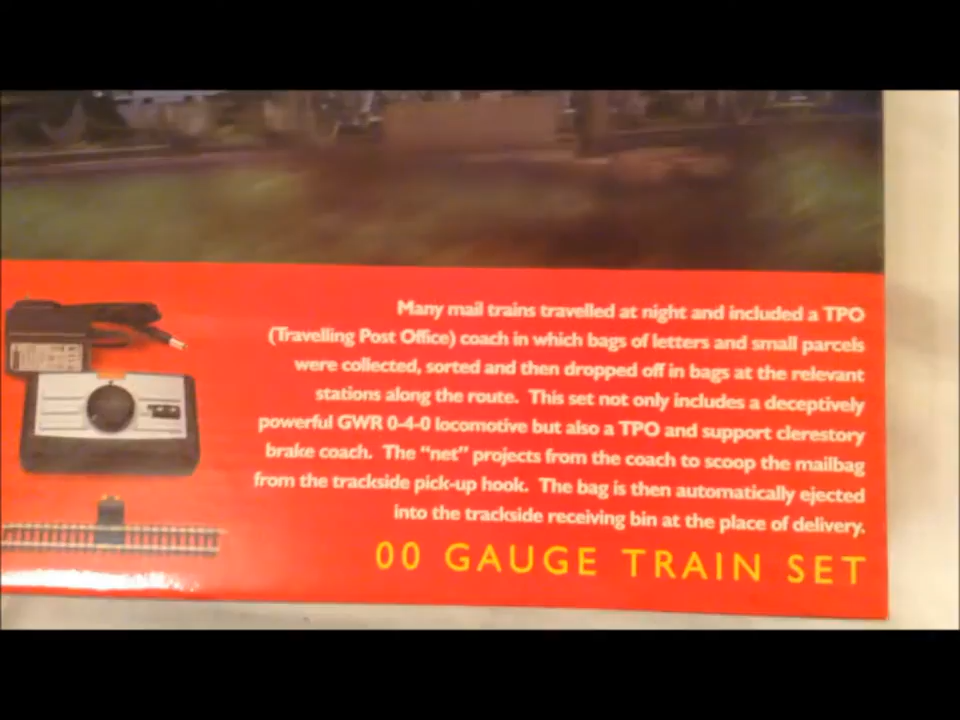 Many mail trains travelled at night and included a TPO
(Travelling Post Office) coach in which bags of letters and small parcels
were collected, sorted and then dropped off in bags at the relevant
stations along the route. This set not only includes a deceptively
powerful GWR 0-4-0 locomotive but also a TPO and support clerestory
brake coach. The "net" projects from the coach to scoop the mailbag
from the trackside pick-up hook. The bag is then automatically ejected
into the trackside receiving bin at the place of delivery.
00 GAUGE TRAIN SET